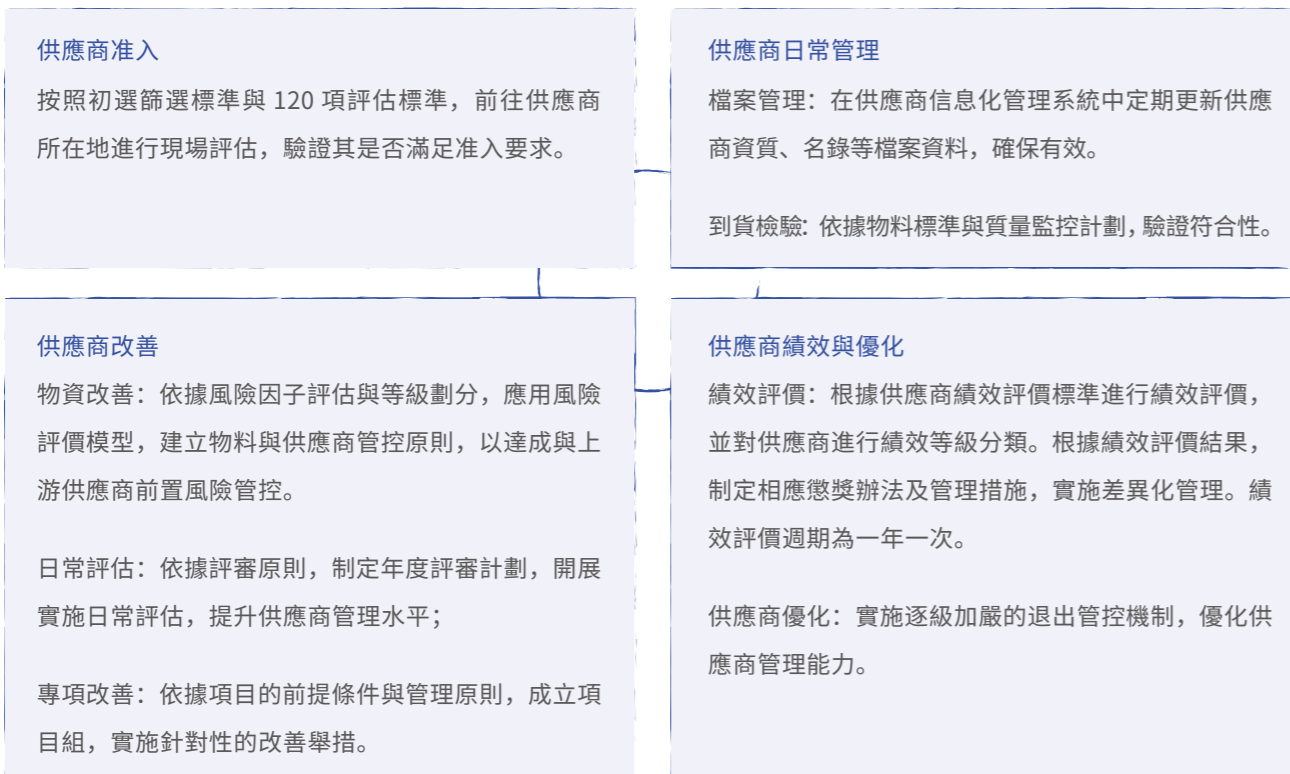 供應商准入
按照初選篩選標準與 120 項評估標準，前往供應商
所在地進行現場評估，驗證其是否滿足准入要求。
供應商日常管理
檔案管理：在供應商信息化管理系統中定期更新供應
商資質、名錄等檔案資料，確保有效。
到貨檢驗：依據物料標準與質量監控計劃，驗證符合性。
供應商改善
物資改善：依據風險因子評估與等級劃分，應用風險
評價模型，建立物料與供應商管控原則，以達成與上
游供應商前置風險管控。
日常評估：依據評審原則，制定年度評審計劃，開展
實施日常評估，提升供應商管理水平；
專項改善：依據項目的前提條件與管理原則，成立項
目組，實施針對性的改善舉措。
供應商績效與優化
績效評價：根據供應商績效評價標準進行績效評價，
並對供應商進行績效等級分類。根據績效評價結果，
制定相應懲獎辦法及管理措施，實施差異化管理。績
效評價週期為一年一次。
供應商優化：實施逐級加嚴的退出管控機制，優化供
應商管理能力。